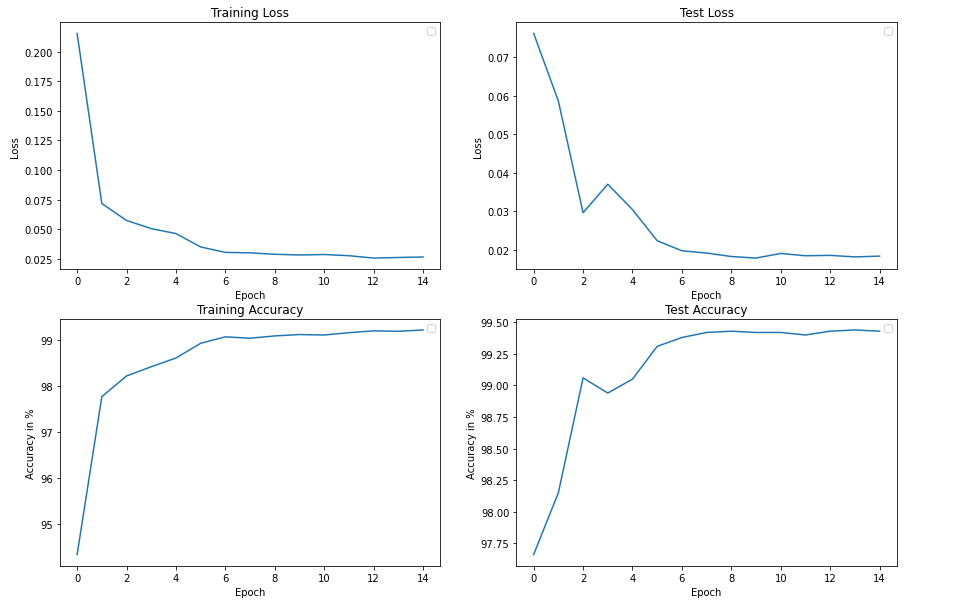 Training Loss
Loss
0.200
0.175
0.150
0.125
0.100
0.075
0.050
0.025
0 2 4 6 8 10 12 14
Epoch
Test Loss
Loss
0.07
0.06
0.05
0.04
0.03
0.02
0 2 4 6 8 10 12 14
Epoch
Training Accuracy
Accuracy in %
99
98
97
96
95
0 2 4 6 8 10 12 14
Epoch
Test Accuracy
Accuracy in %
99.50
99.25
99.00
98.75
98.50
98.25
98.00
97.75
0 2 4 6 8 10 12 14
Epoch